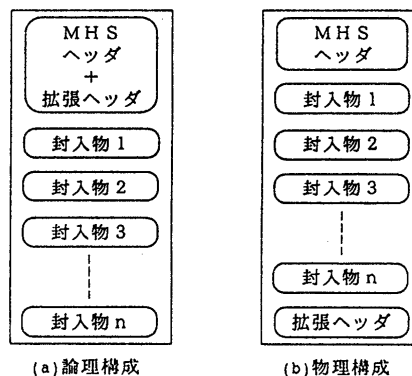 MHS
ヘッダ
+
拡張ヘッダ
封入物1
封入物2
封入物3
封入物n
(a)論理構成
MHS
ヘッダ
封入物1
封入物2
封入物3
封入物n
拡張ヘッダ
(b)物理構成